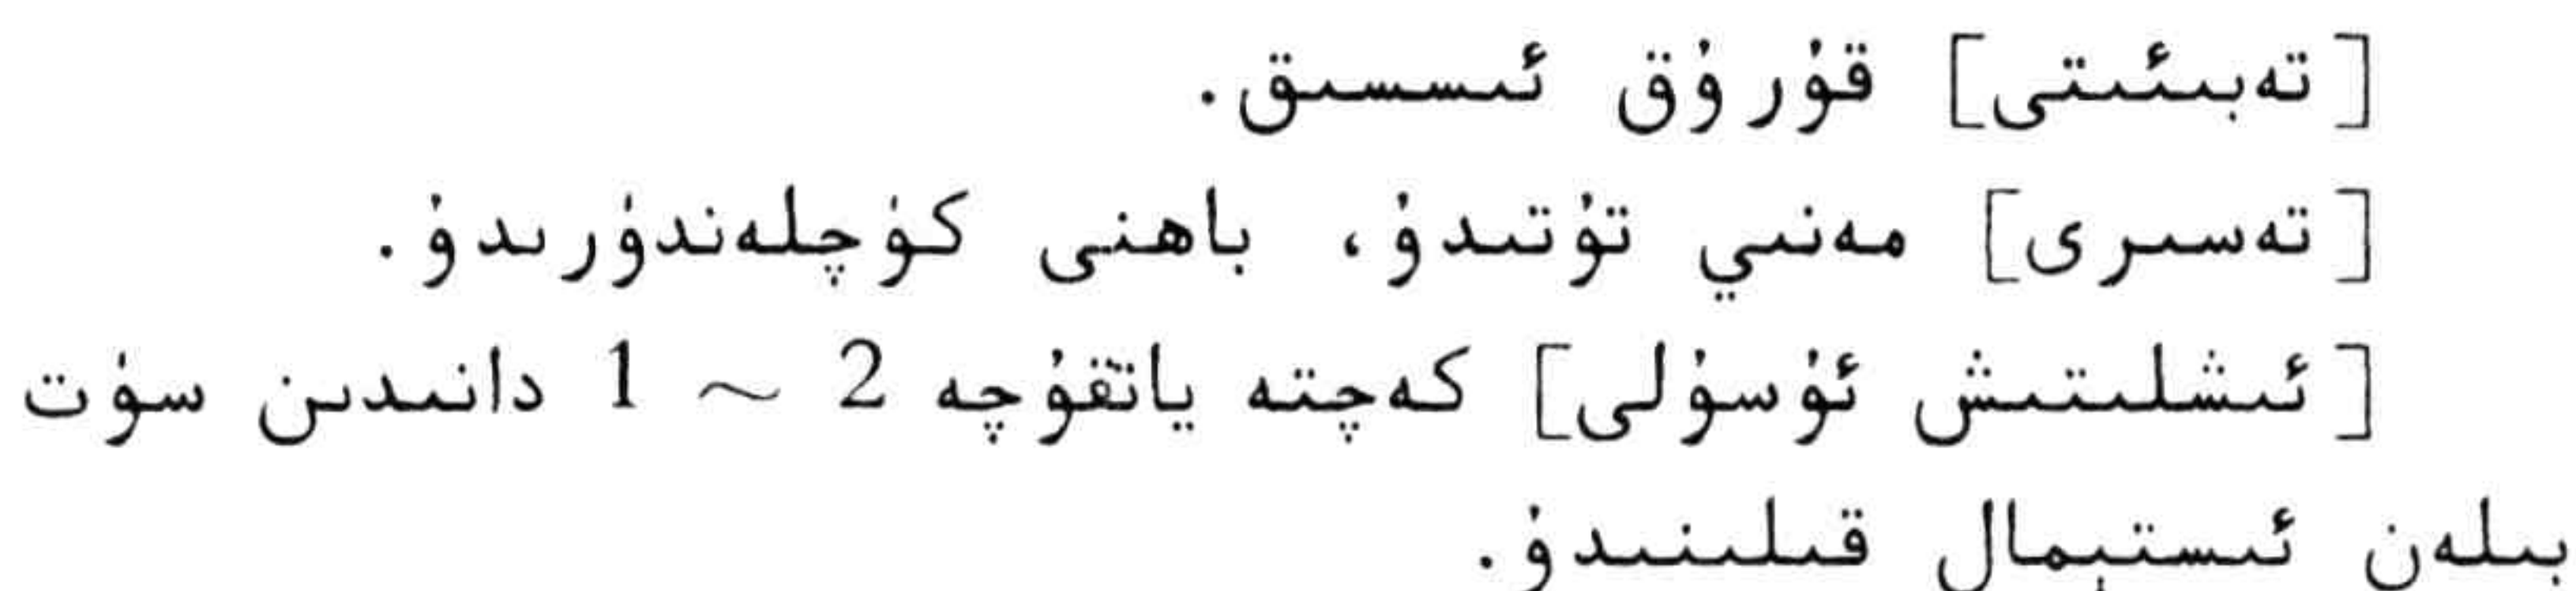 [تەبىئىتى] قۇرۇق ئىسسىق.
[تەسىرى] مەنىي تۇتىدۇ، باھنى كۈچلەندۈرىدۇ.
[ئىشلىتىش ئۇسۇلى] كەچتە ياتقۇچە 2 ~ 1 دانىدىن سۈت
بىلەن ئىستېمال قىلىنىدۇ.